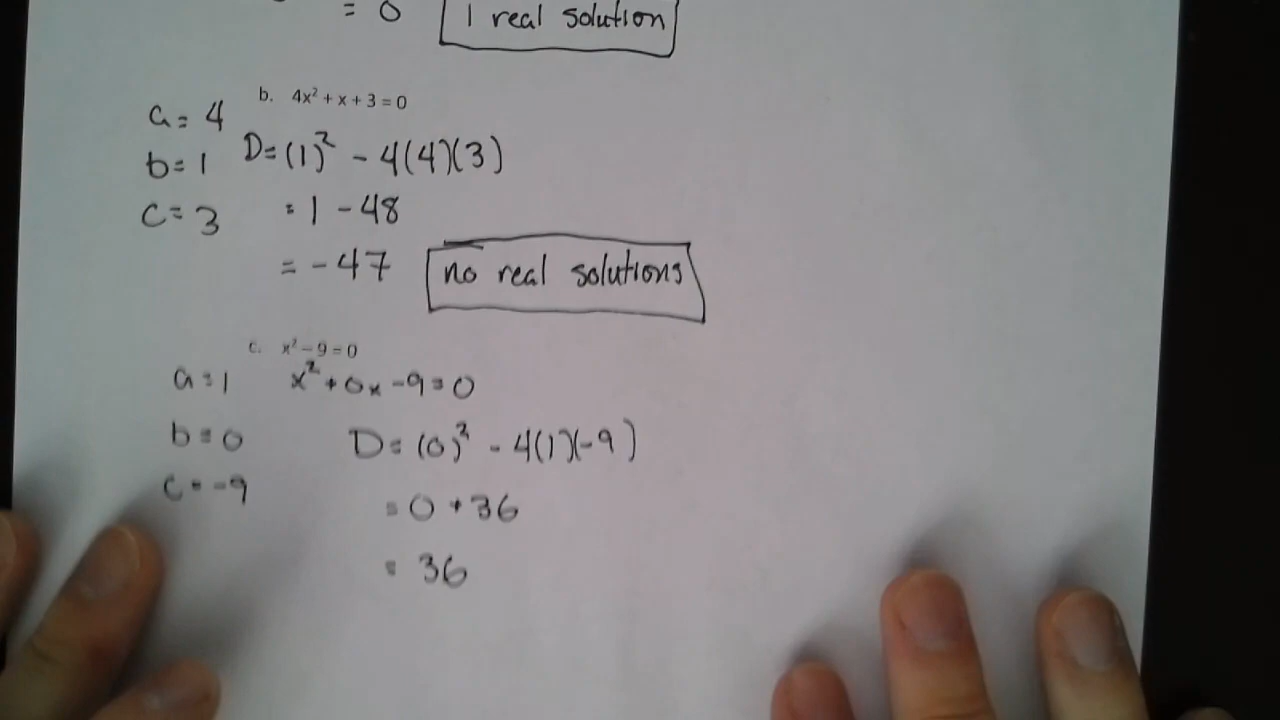 = 0 1 real solution
b. 4x² + x + 3 = 0
a = 4
b = 1 D = (1)² - 4(4)(3)
c = 3 = 1 - 48
= -47 no real solutions
c. x² - 9 = 0
a = 1 x² + 0x - 9 = 0
b = 0 D = (0)² - 4(1)(-9)
c = -9 = 0 + 36
= 36